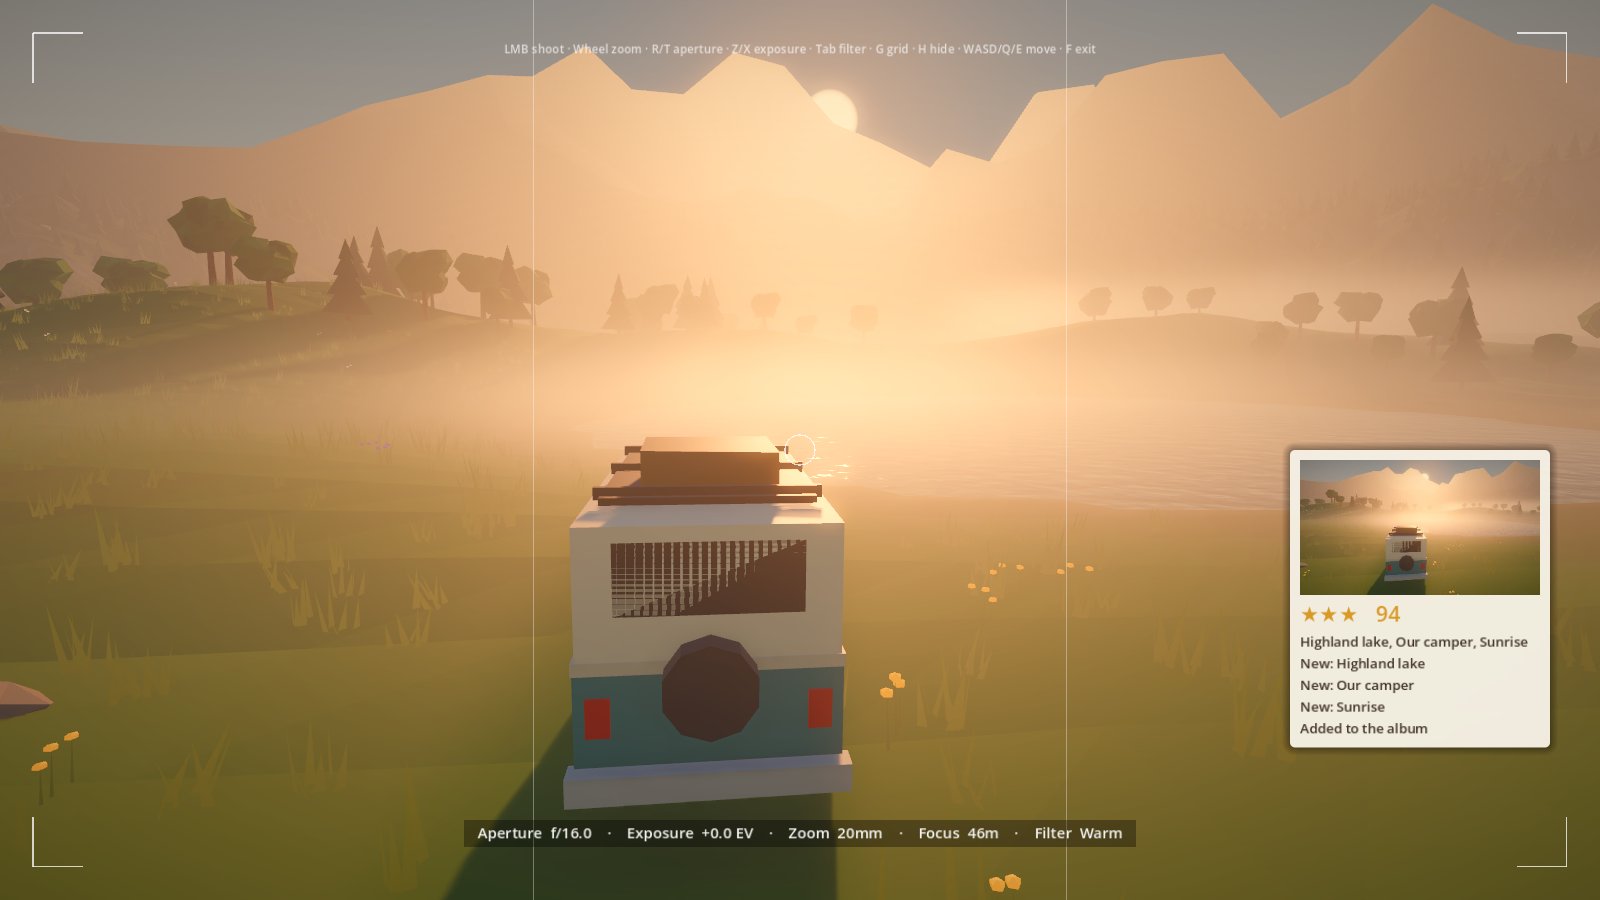 LMB shoot · Wheel zoom · R/T aperture · Z/X exposure · Tab filter · G grid · H hide · WASD/Q/E move · F exit
★★★ 94
Highland lake, Our camper, Sunrise
New: Highland lake
New: Our camper
New: Sunrise
Added to the album
Aperture f/16.0 · Exposure +0.0 EV · Zoom 20mm · Focus 46m · Filter Warm